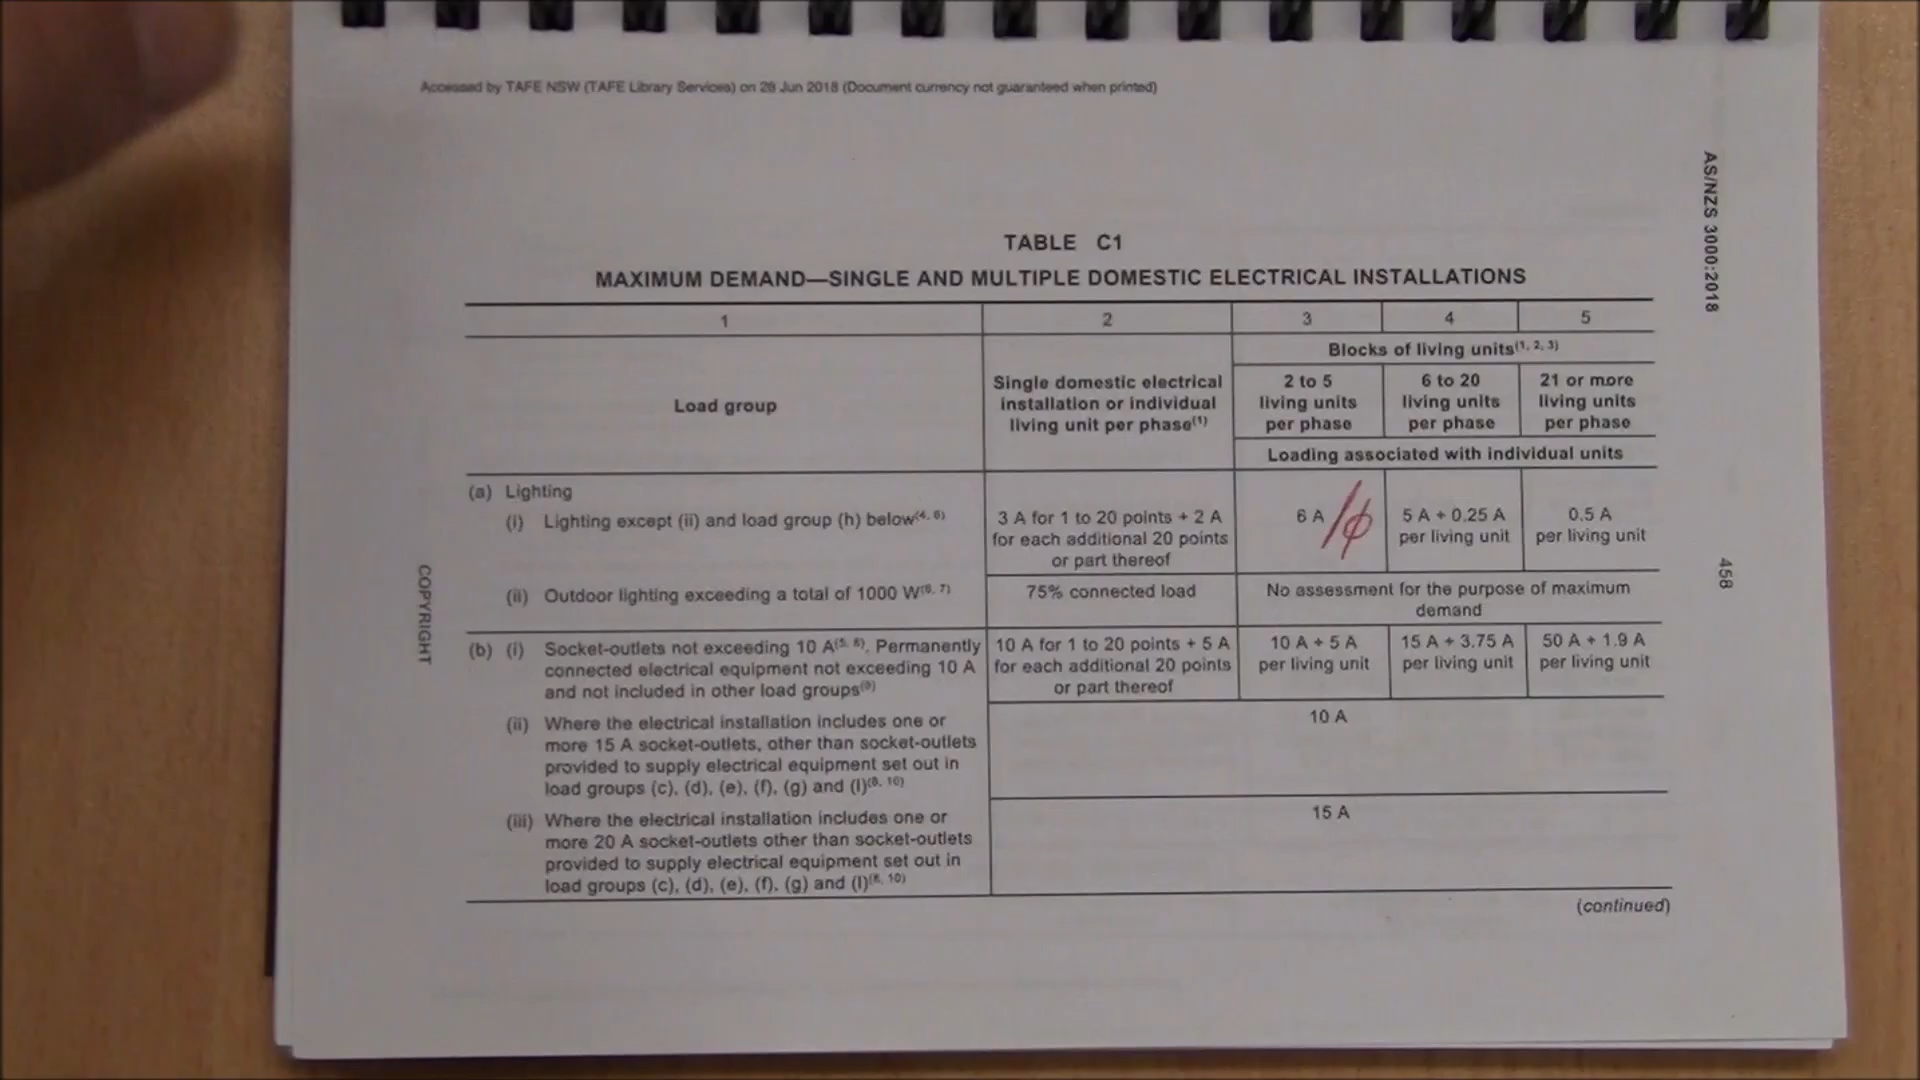 Accessed by TAFE NSW (TAFE Library Services) on 28 Jun 2018 (Document currency not guaranteed when printed)
AS/NZS 3000:2018
458
COPYRIGHT
TABLE C1
MAXIMUM DEMAND—SINGLE AND MULTIPLE DOMESTIC ELECTRICAL INSTALLATIONS
1 2 3 4 5
Load group
Single domestic electrical
installation or individual
living unit per phase(1)
Blocks of living units(1, 2, 3)
2 to 5
living units
per phase
6 to 20
living units
per phase
21 or more
living units
per phase
Loading associated with individual units
(a) Lighting
(i) Lighting except (ii) and load group (h) below(4, 6)
3 A for 1 to 20 points + 2 A
for each additional 20 points
or part thereof
6 A /ϕ
5 A + 0.25 A
per living unit
0.5 A
per living unit
(ii) Outdoor lighting exceeding a total of 1000 W(6, 7)
75% connected load
No assessment for the purpose of maximum
demand
(b) (i) Socket-outlets not exceeding 10 A(5, 8). Permanently
connected electrical equipment not exceeding 10 A
and not included in other load groups(9)
10 A for 1 to 20 points + 5 A
for each additional 20 points
or part thereof
10 A + 5 A
per living unit
15 A + 3.75 A
per living unit
50 A + 1.9 A
per living unit
(ii) Where the electrical installation includes one or
more 15 A socket-outlets, other than socket-outlets
provided to supply electrical equipment set out in
load groups (c), (d), (e), (f), (g) and (l)(8, 10)
10 A
(iii) Where the electrical installation includes one or
more 20 A socket-outlets other than socket-outlets
provided to supply electrical equipment set out in
load groups (c), (d), (e), (f), (g) and (l)(8, 10)
15 A
(continued)